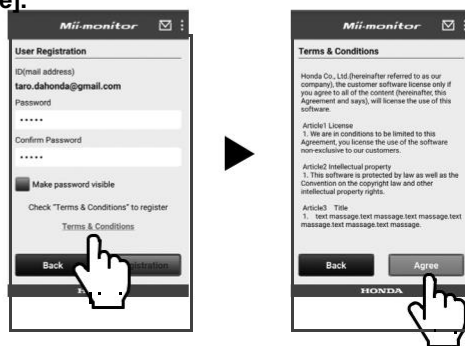 e].
Mii-monitor
User Registration
ID(mail address)
taro.dahonda@gmail.com
Password
•••••
Confirm Password
•••••
Make password visible
Check "Terms & Conditions" to register
Terms & Conditions
Back
Mii-monitor
Terms & Conditions
Honda Co., Ltd.(hereinafter referred to as our
company), the customer software license only if
you agree to all of the content (hereinafter, this
Agreement and says), will license the use of this
software.
Article1 License
1. We are in conditions to be limited to this
Agreement, you license the use of the software
non-exclusive to our customers.
Article2 Intellectual property
1. This software is protected by law as well as the
Convention on the copyright law and other
intellectual property rights.
Article3 Title
1. text massage.text massage.text massage.text
massage.text massage.text massage.
Back Agree
HONDA